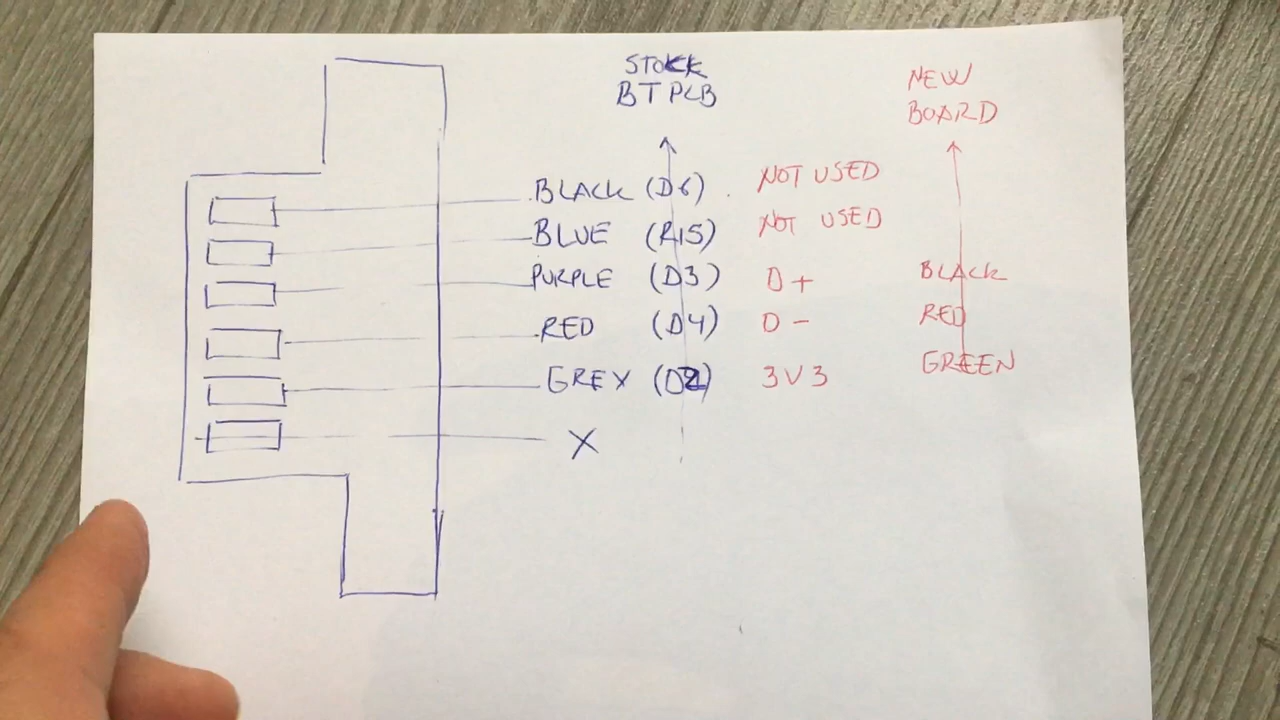 STOCK
BT PCB
NEW
BOARD
BLACK (D6) NOT USED
BLUE (R15) NOT USED
PURPLE (D3) D+ BLACK
RED (D4) D- RED
GREY (D2) 3V3 GREEN
X